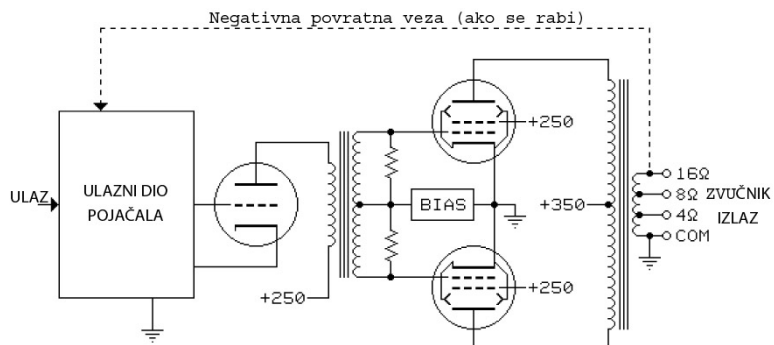 Negativna povratna veza (ako se rabi)
ULAZ
ULAZNI DIO
POJAČALA
+250
BIAS
+250
+350
+250
16Ω
8Ω ZVUČNIK
4Ω IZLAZ
COM